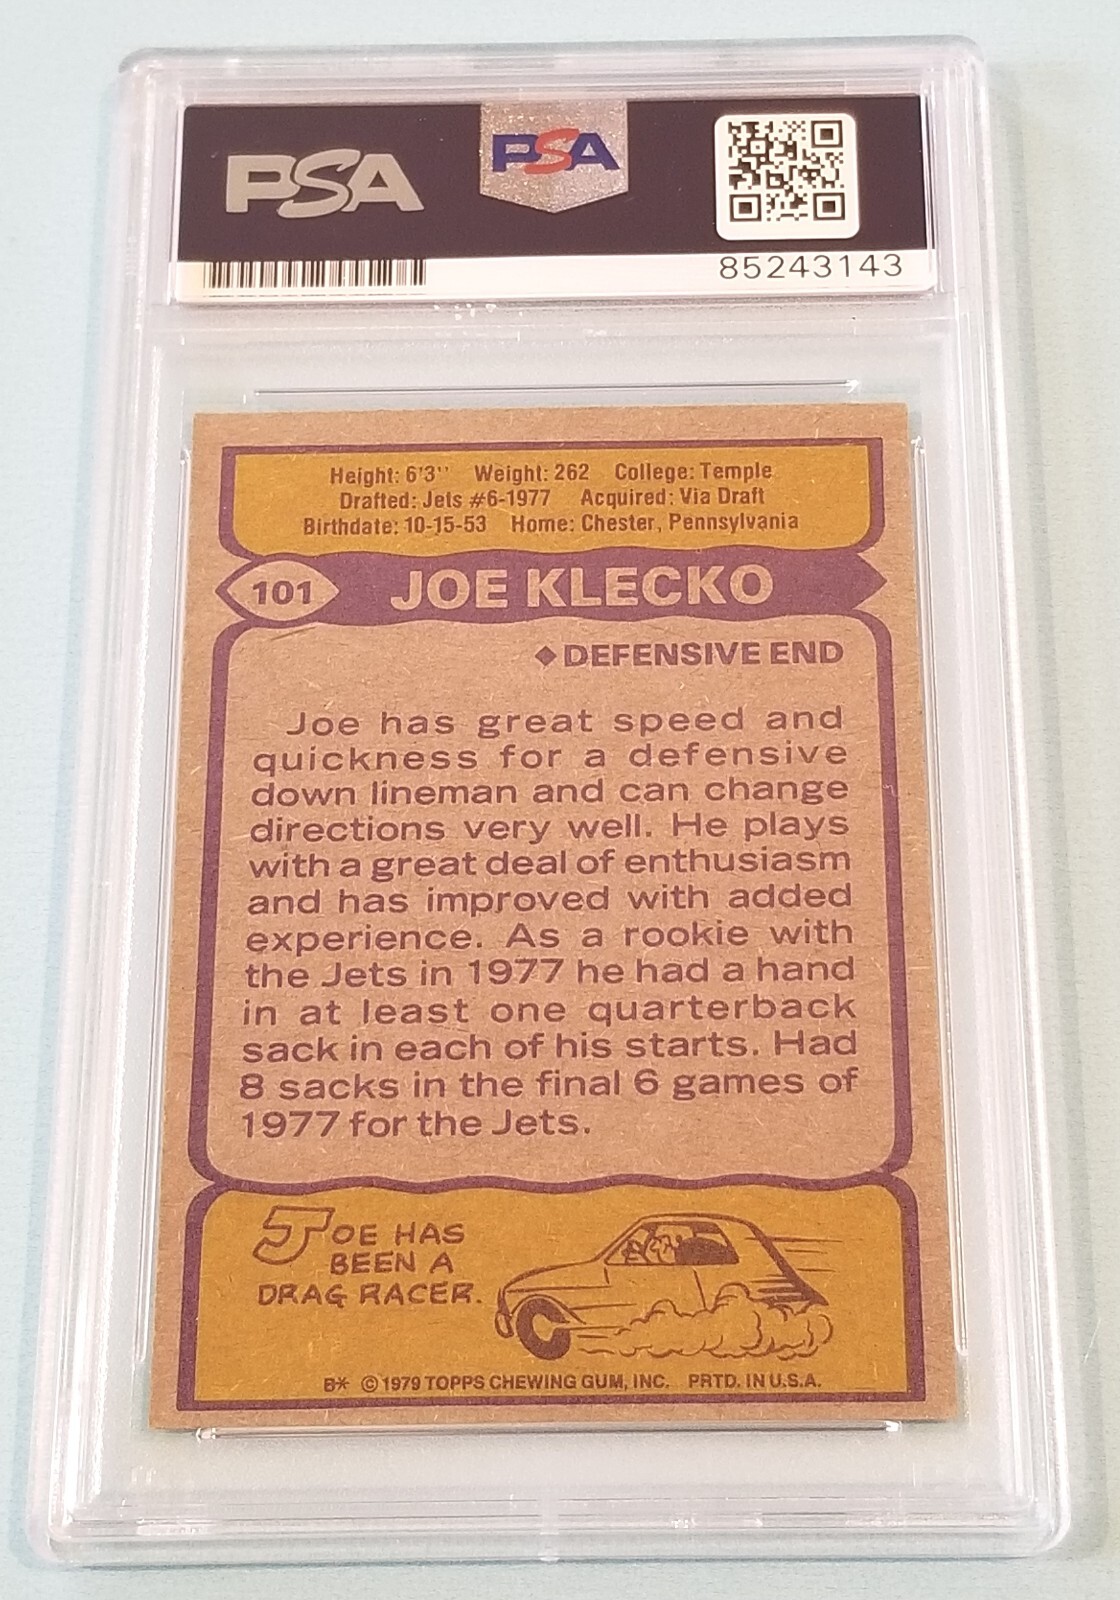 PSA
PSA
85243143
Height: 6'3'' Weight: 262 College: Temple
Drafted: Jets #6-1977 Acquired: Via Draft
Birthdate: 10-15-53 Home: Chester, Pennsylvania
101 JOE KLECKO
◆DEFENSIVE END
Joe has great speed and
quickness for a defensive
down lineman and can change
directions very well. He plays
with a great deal of enthusiasm
and has improved with added
experience. As a rookie with
the Jets in 1977 he had a hand
in at least one quarterback
sack in each of his starts. Had
8 sacks in the final 6 games of
1977 for the Jets.
JOE HAS
BEEN A
DRAG RACER.
B* © 1979 TOPPS CHEWING GUM, INC. PRTD. IN U.S.A.